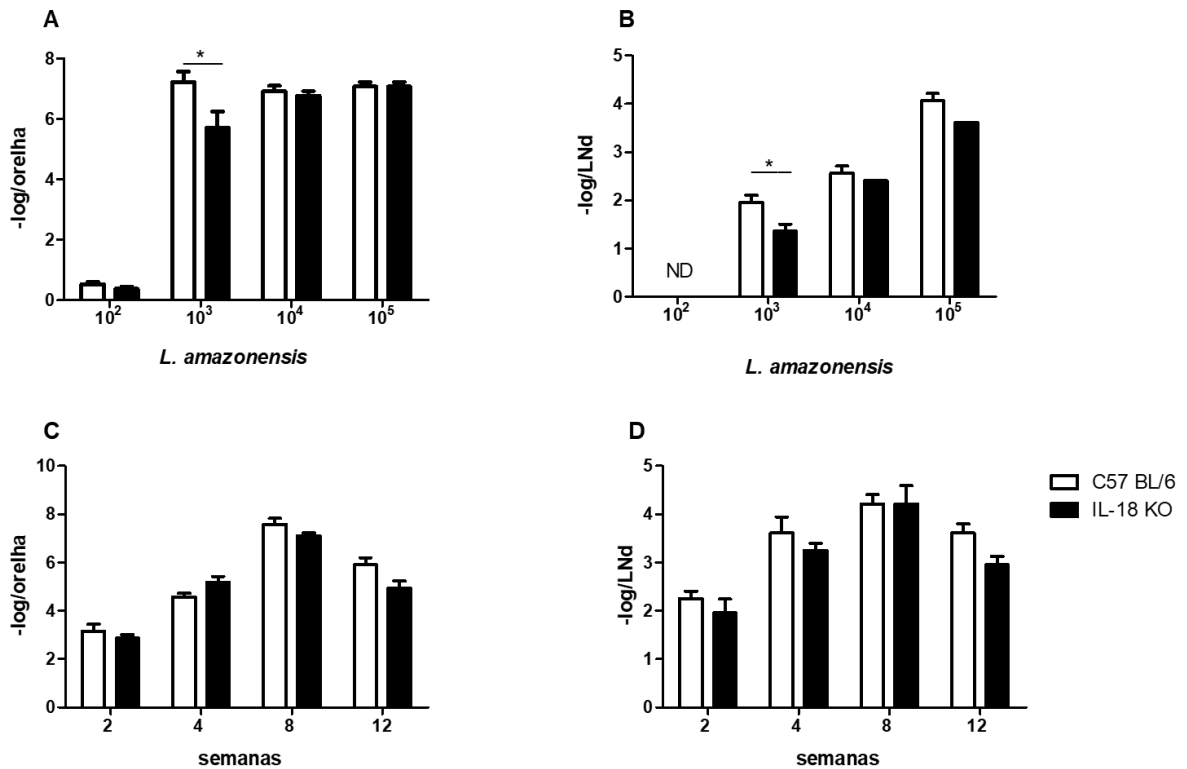 A
-log/orelha
8
6
4
2
0
*
10²
10³
10⁴
10⁵
L. amazonensis
B
-log/LNd
5
4
3
2
1
0
ND
*
10²
10³
10⁴
10⁵
L. amazonensis
C
-log/orelha
10
8
6
4
2
0
2
4
8
12
semanas
D
-log/LNd
5
4
3
2
1
0
2
4
8
12
semanas
C57 BL/6
IL-18 KO